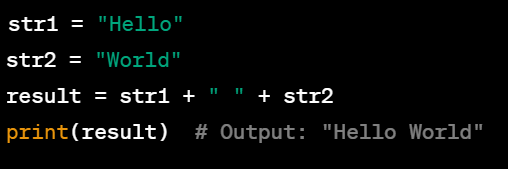 str1 = "Hello"
str2 = "World"
result = str1 + " " + str2
print(result)  # Output: "Hello World"